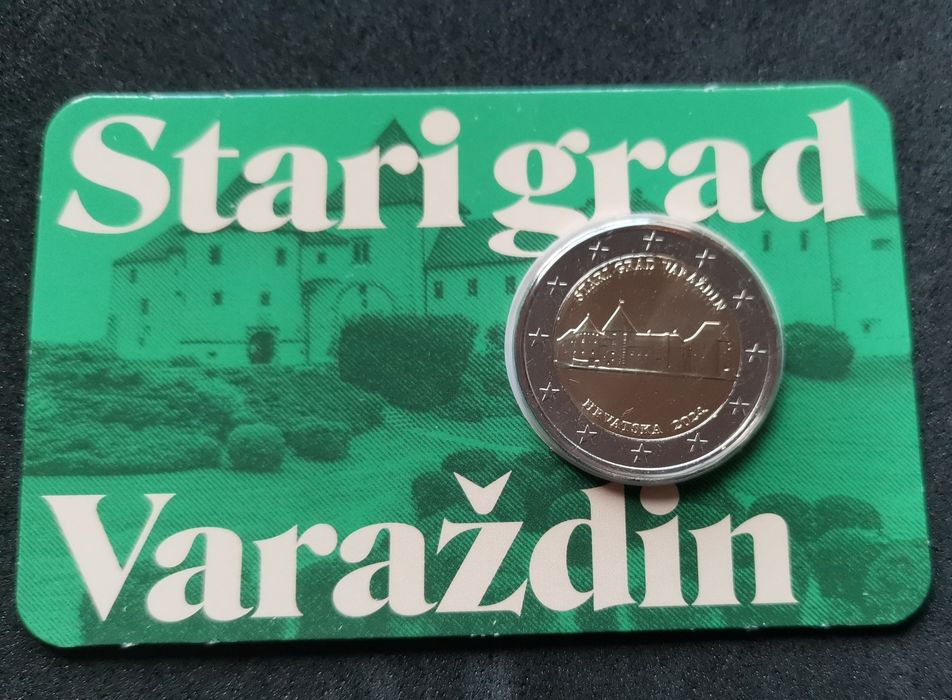 Stari grad
STARI GRAD VARAŽDIN
HRVATSKA 2024
Varaždin